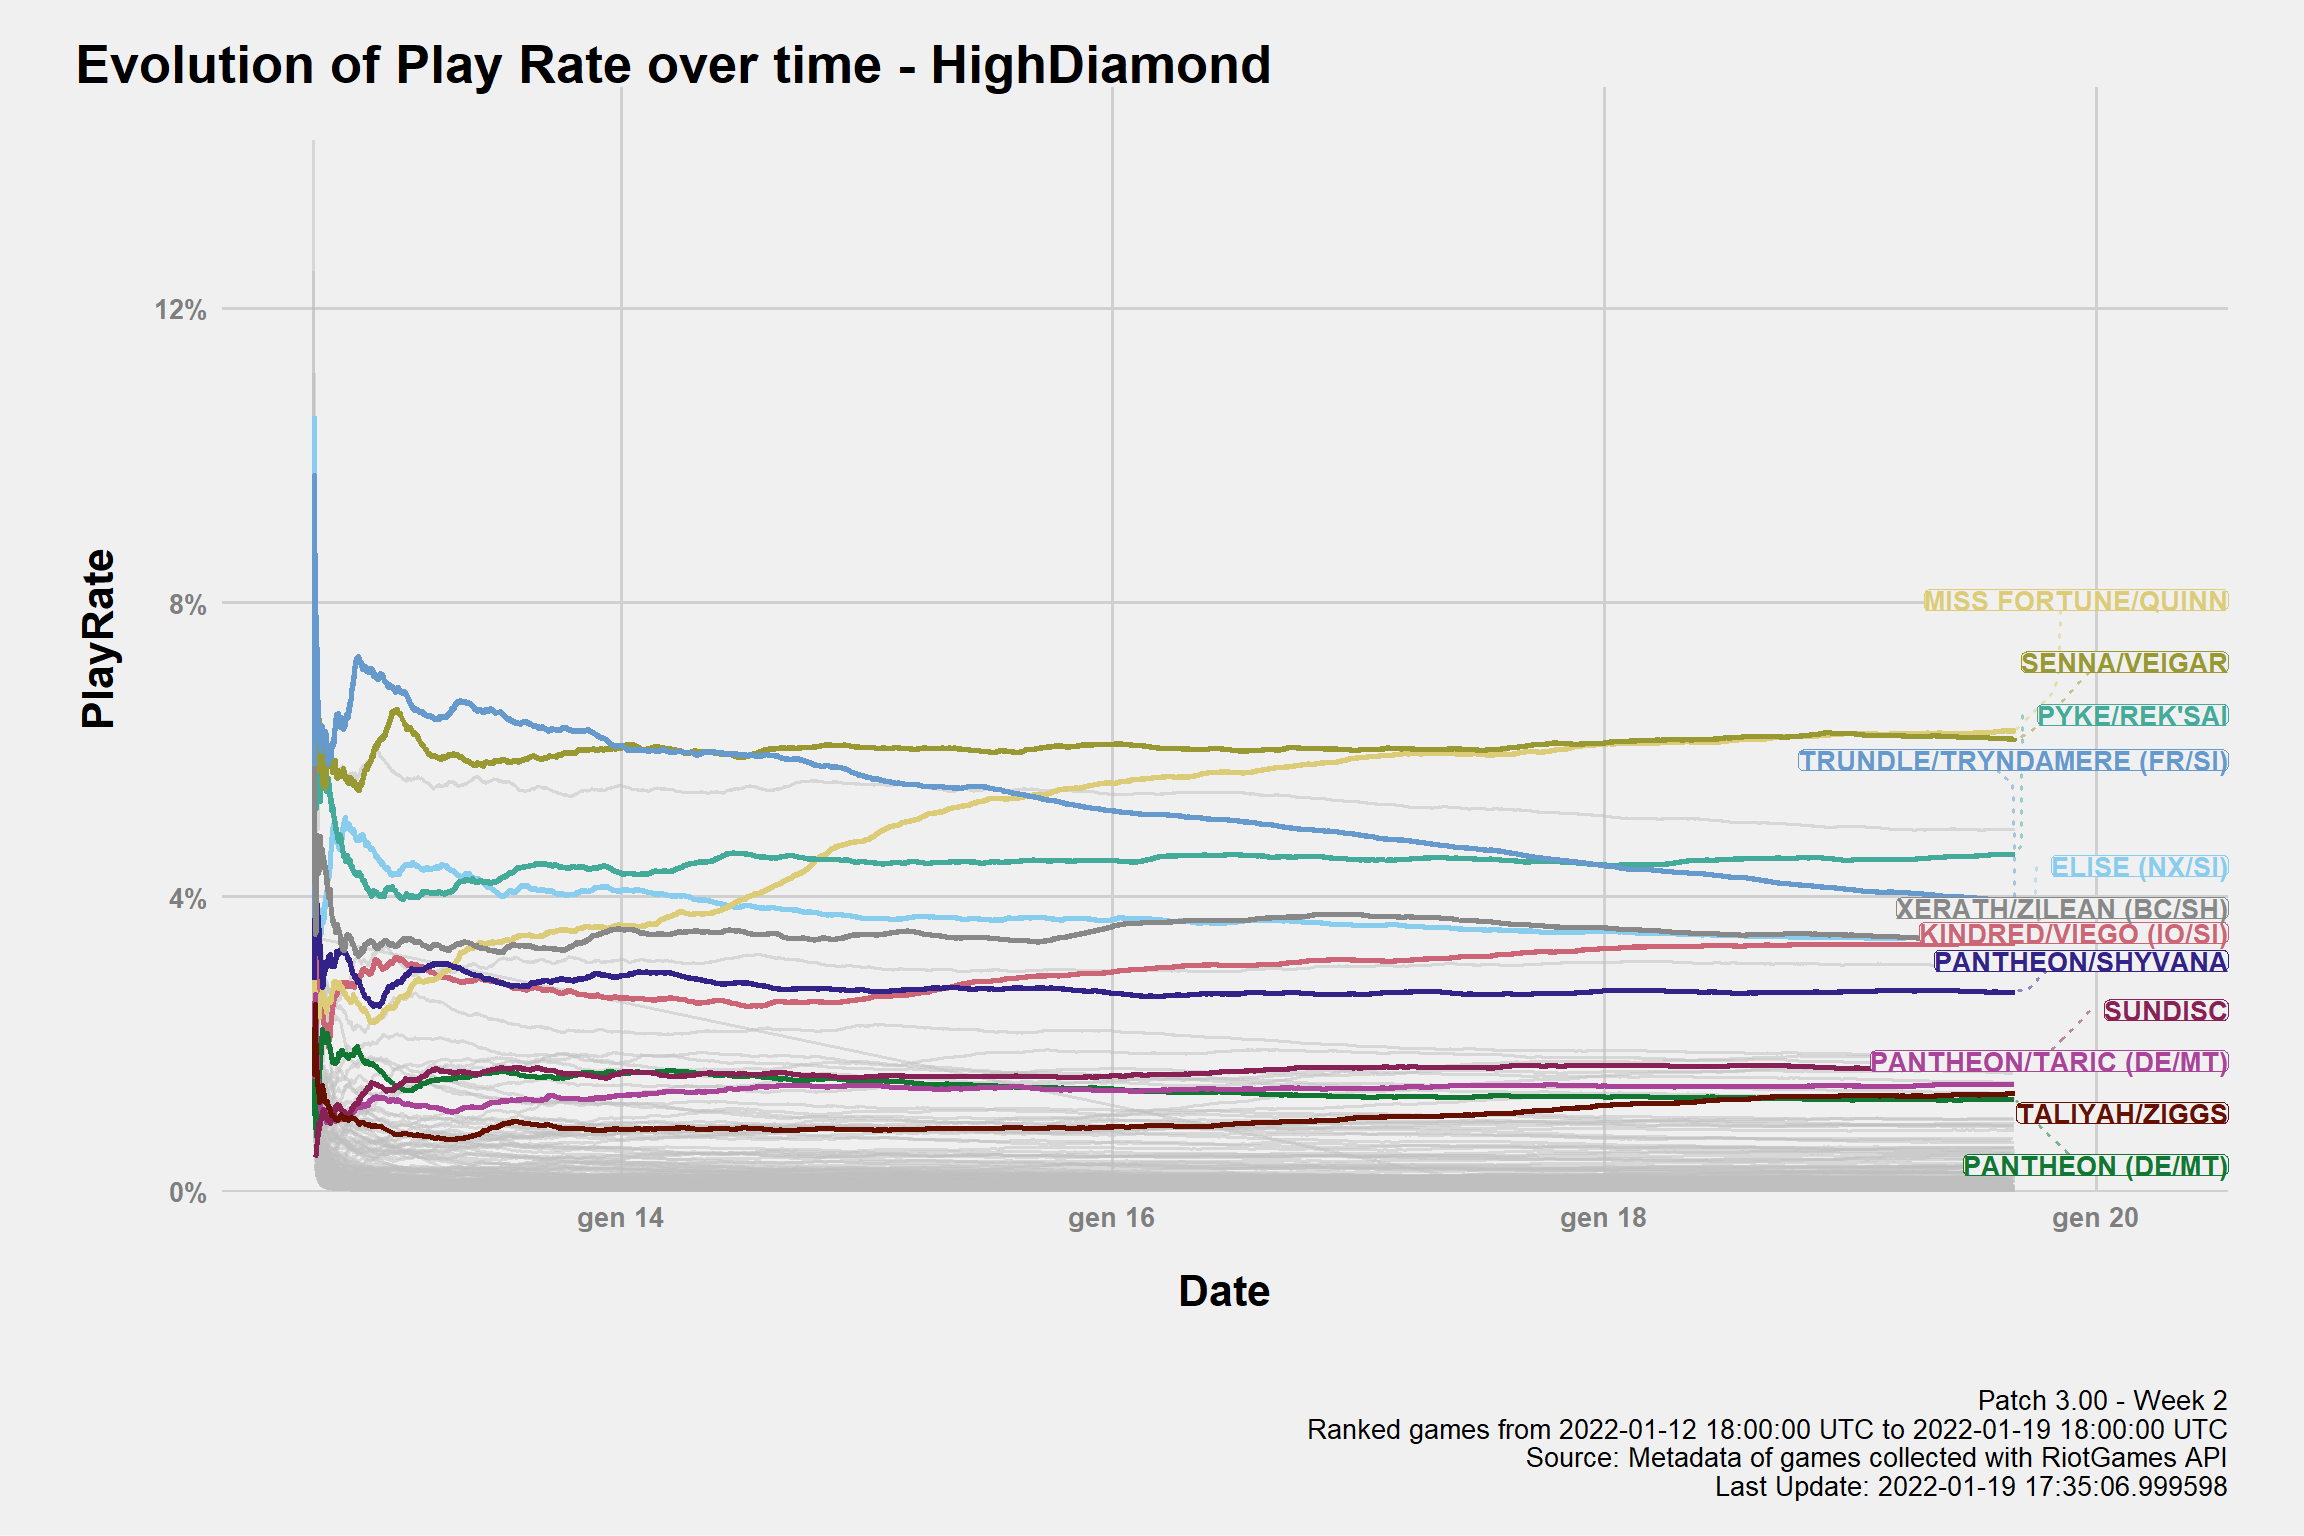 Evolution of Play Rate over time - HighDiamond
PlayRate
12%
8%
4%
0%
MISS FORTUNE/QUINN
SENNA/VEIGAR
PYKE/REK'SAI
TRUNDLE/TRYNDAMERE (FR/SI)
ELISE (NX/SI)
XERATH/ZILEAN (BC/SH)
KINDRED/VIEGO (IO/SI)
PANTHEON/SHYVANA
SUNDISC
PANTHEON/TARIC (DE/MT)
TALIYAH/ZIGGS
PANTHEON (DE/MT)
gen 14
gen 16
gen 18
gen 20
Date
Patch 3.00 - Week 2
Ranked games from 2022-01-12 18:00:00 UTC to 2022-01-19 18:00:00 UTC
Source: Metadata of games collected with RiotGames API
Last Update: 2022-01-19 17:35:06.999598